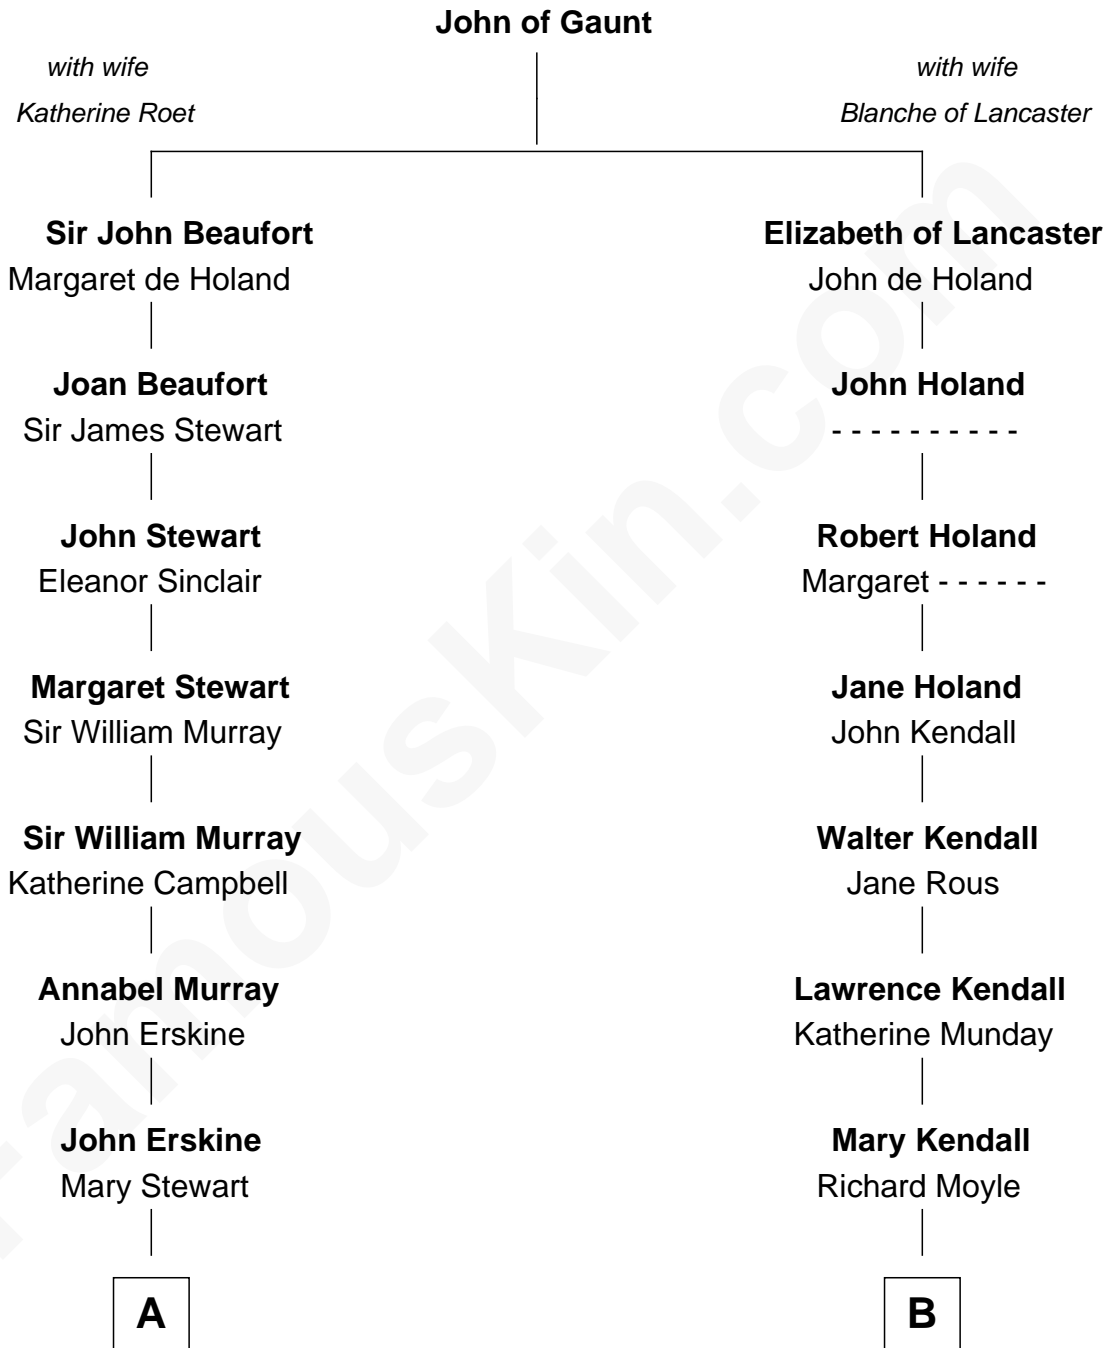 John of Gaunt
with wife
Katherine Roet
with wife
Blanche of Lancaster
Sir John Beaufort
Margaret de Holand
Elizabeth of Lancaster
John de Holand
Joan Beaufort
Sir James Stewart
John Holand
- - - - - - - - - -
John Stewart
Eleanor Sinclair
Robert Holand
Margaret - - - - - -
Margaret Stewart
Sir William Murray
Jane Holand
John Kendall
Sir William Murray
Katherine Campbell
Walter Kendall
Jane Rous
Annabel Murray
John Erskine
Lawrence Kendall
Katherine Munday
John Erskine
Mary Stewart
Mary Kendall
Richard Moyle
A
B
FamousKin.com